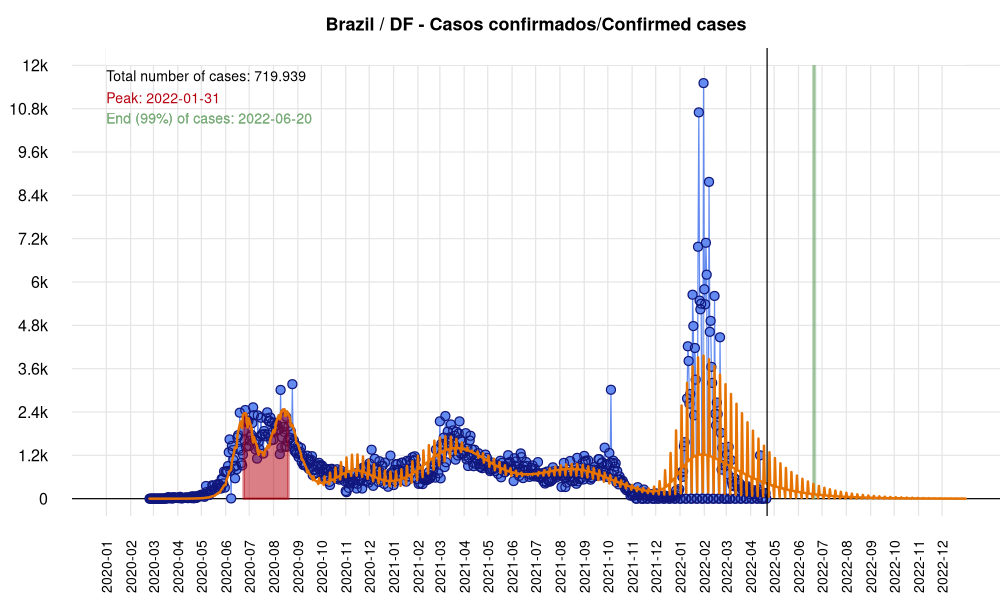 Brazil / DF - Casos confirmados/Confirmed cases
Total number of cases: 719.939
Peak: 2022-01-31
End (99%) of cases: 2022-06-20
12k
10.8k
9.6k
8.4k
7.2k
6k
4.8k
3.6k
2.4k
1.2k
0
2020-01
2020-02
2020-03
2020-04
2020-05
2020-06
2020-07
2020-08
2020-09
2020-10
2020-11
2020-12
2021-01
2021-02
2021-03
2021-04
2021-05
2021-06
2021-07
2021-08
2021-09
2021-10
2021-11
2021-12
2022-01
2022-02
2022-03
2022-04
2022-05
2022-06
2022-07
2022-08
2022-09
2022-10
2022-11
2022-12